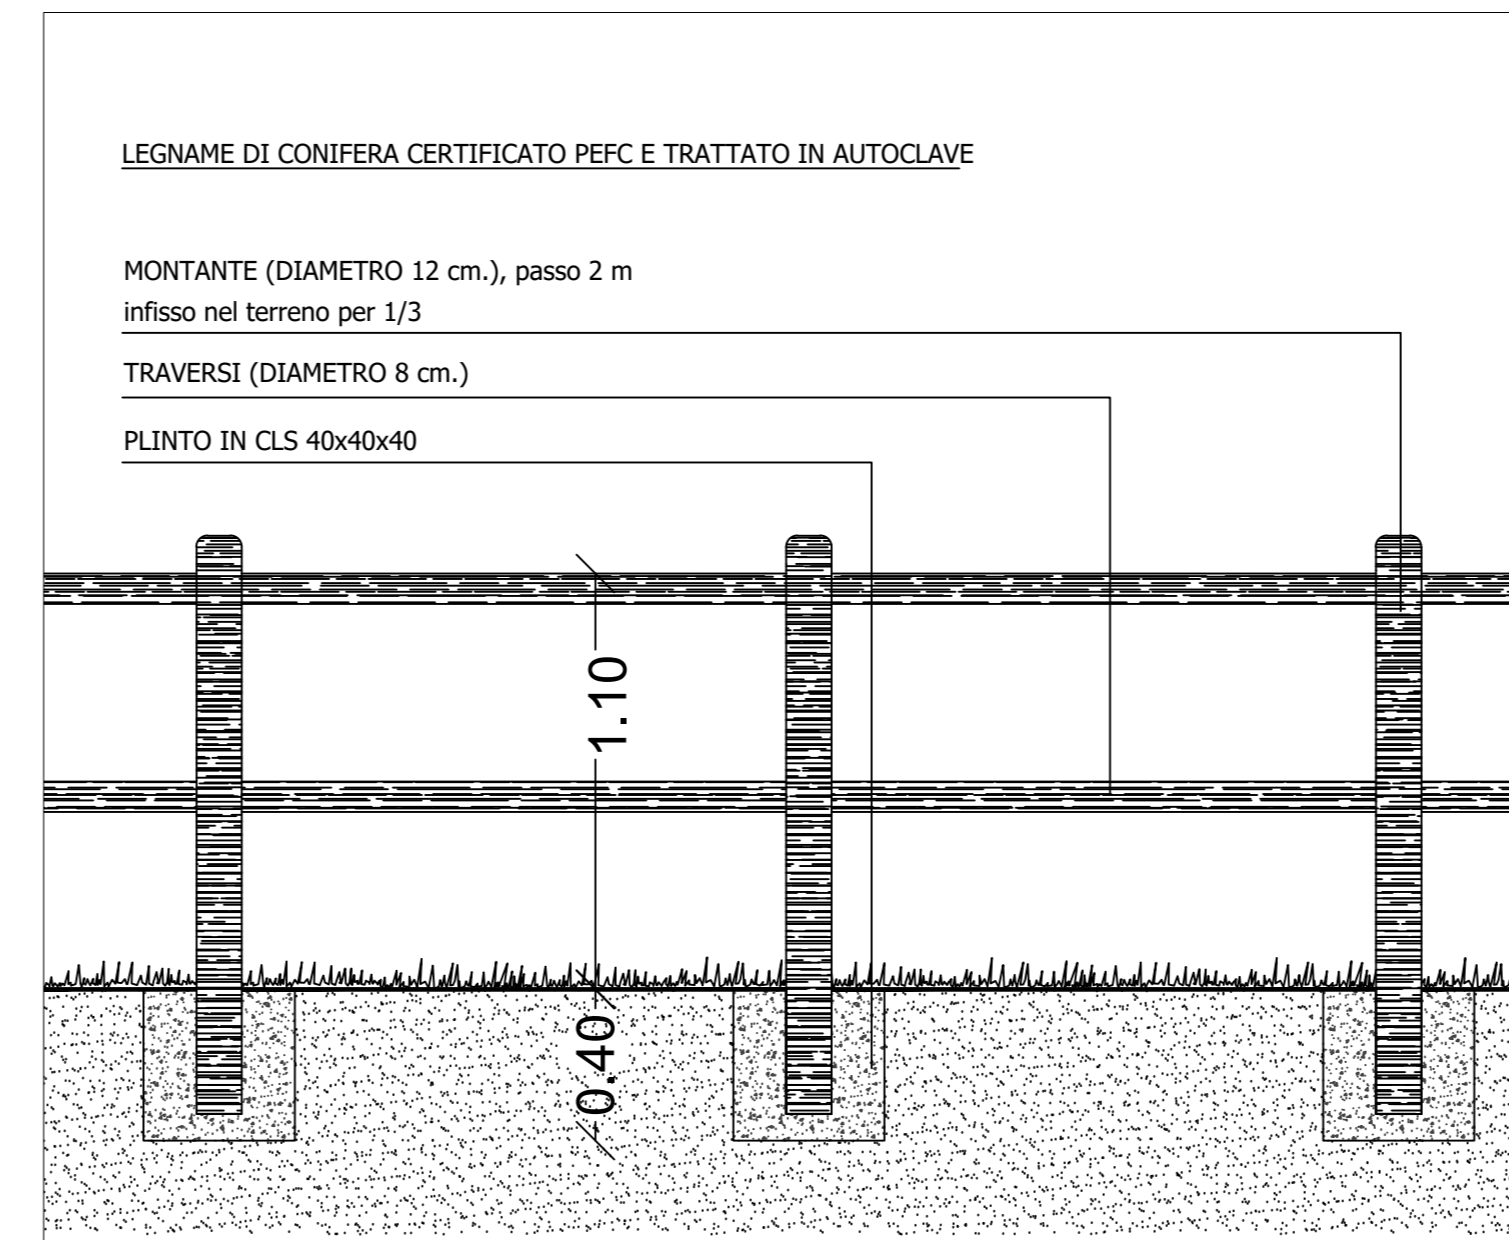 LEGNAME DI CONIFERA CERTIFICATO PEFC E TRATTATO IN AUTOCLAVE
MONTANTE (DIAMETRO 12 cm.), passo 2 m
infisso nel terreno per 1/3
TRAVERSI (DIAMETRO 8 cm.)
PLINTO IN CLS 40x40x40
1.10
0.40